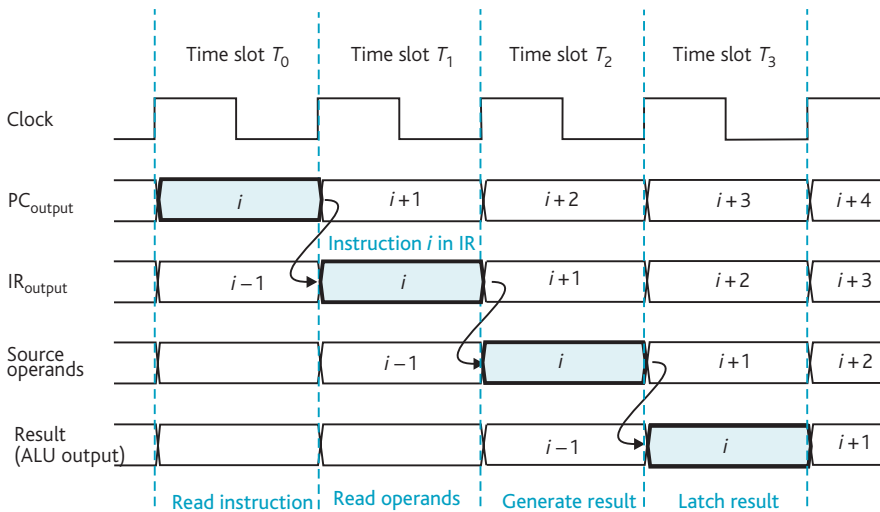 Time slot T0 Time slot T1 Time slot T2 Time slot T3
Clock
PCoutput i i+1 i+2 i+3 i+4
Instruction i in IR
IRoutput i−1 i i+1 i+2 i+3
Source
operands i−1 i i+1 i+2
Result
(ALU output) i−1 i i+1
Read instruction Read operands Generate result Latch result